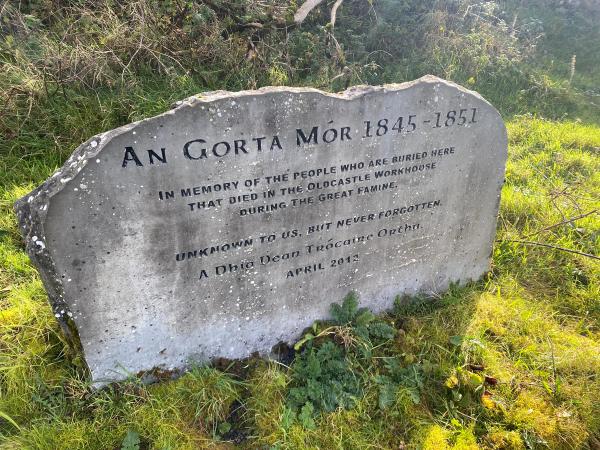 AN GORTA MÓR 1845-1851
IN MEMORY OF THE PEOPLE WHO ARE BURIED HERE
THAT DIED IN THE OLDCASTLE WORKHOUSE
DURING THE GREAT FAMINE.
UNKNOWN TO US, BUT NEVER FORGOTTEN.
A Dhia Dean Trócaire Orthu.
APRIL 2012